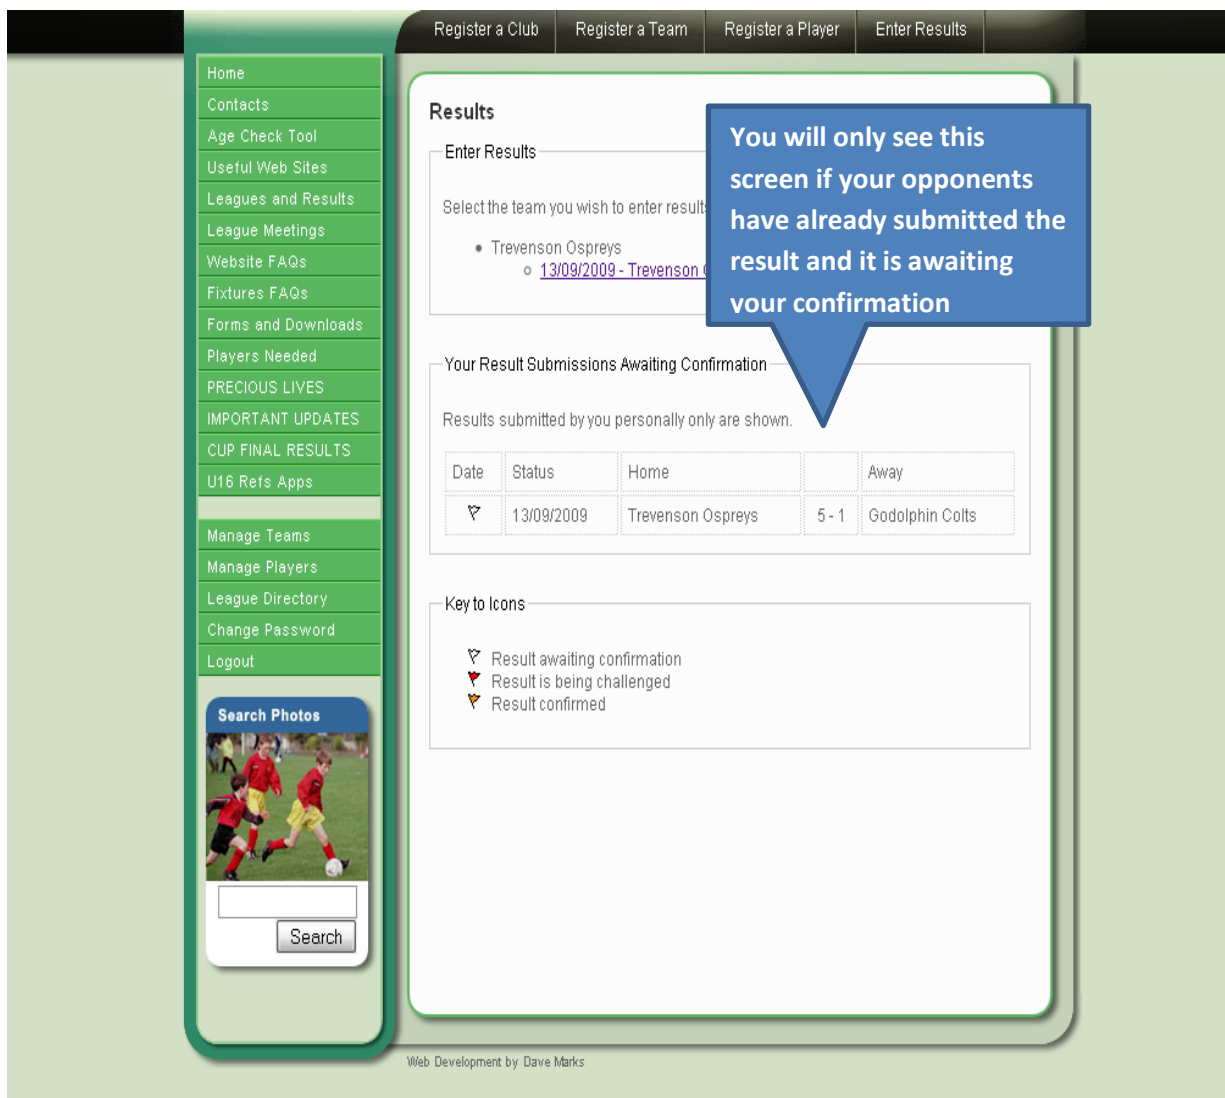 Register a Club
Register a Team
Register a Player
Enter Results
Home
Contacts
Age Check Tool
Useful Web Sites
Leagues and Results
League Meetings
Website FAQs
Fixtures FAQs
Forms and Downloads
Players Needed
PRECIOUS LIVES
IMPORTANT UPDATES
CUP FINAL RESULTS
U16 Refs Apps
Manage Teams
Manage Players
League Directory
Change Password
Logout
Search Photos
Search
Results
Enter Results
Select the team you wish to enter result
Trevenson Ospreys
13/09/2009 - Trevenson
You will only see this
screen if your opponents
have already submitted the
result and it is awaiting
your confirmation
Your Result Submissions Awaiting Confirmation
Results submitted by you personally only are shown.
Date Status Home Away
13/09/2009 Trevenson Ospreys 5 - 1 Godolphin Colts
Key to Icons
Result awaiting confirmation
Result is being challenged
Result confirmed
Web Development by Dave Marks